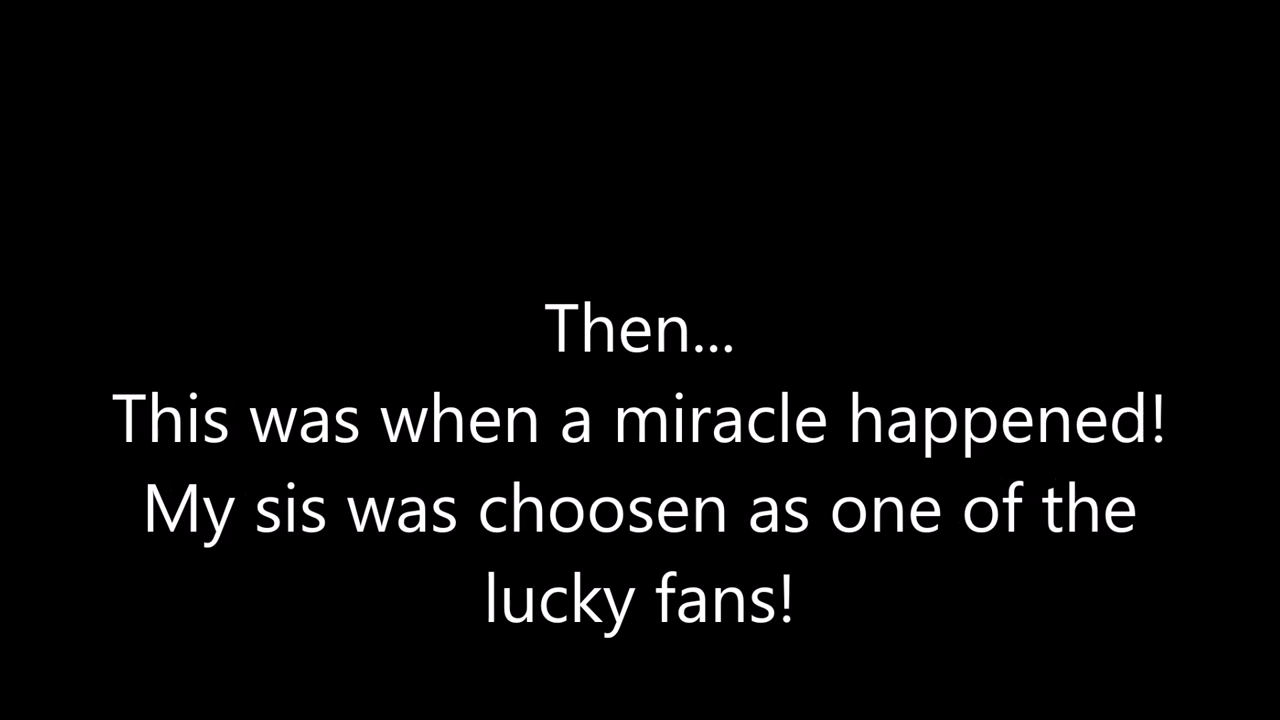 Then...
This was when a miracle happened!
My sis was choosen as one of the
lucky fans!